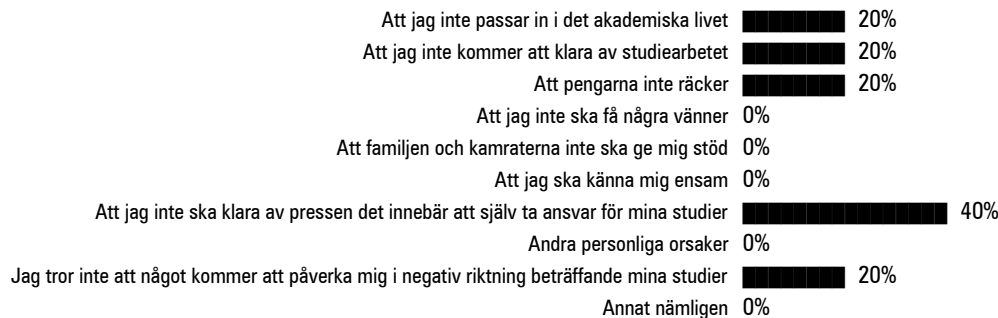 Att jag inte passar in i det akademiska livet 20%
Att jag inte kommer att klara av studiearbetet 20%
Att pengarna inte räcker 20%
Att jag inte ska få några vänner 0%
Att familjen och kamraterna inte ska ge mig stöd 0%
Att jag ska känna mig ensam 0%
Att jag inte ska klara av pressen det innebär att själv ta ansvar för mina studier 40%
Andra personliga orsaker 0%
Jag tror inte att något kommer att påverka mig i negativ riktning beträffande mina studier 20%
Annat nämligen 0%